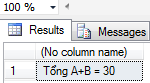 100 %
Results Messages
(No column name)
1 Tổng A+B = 30